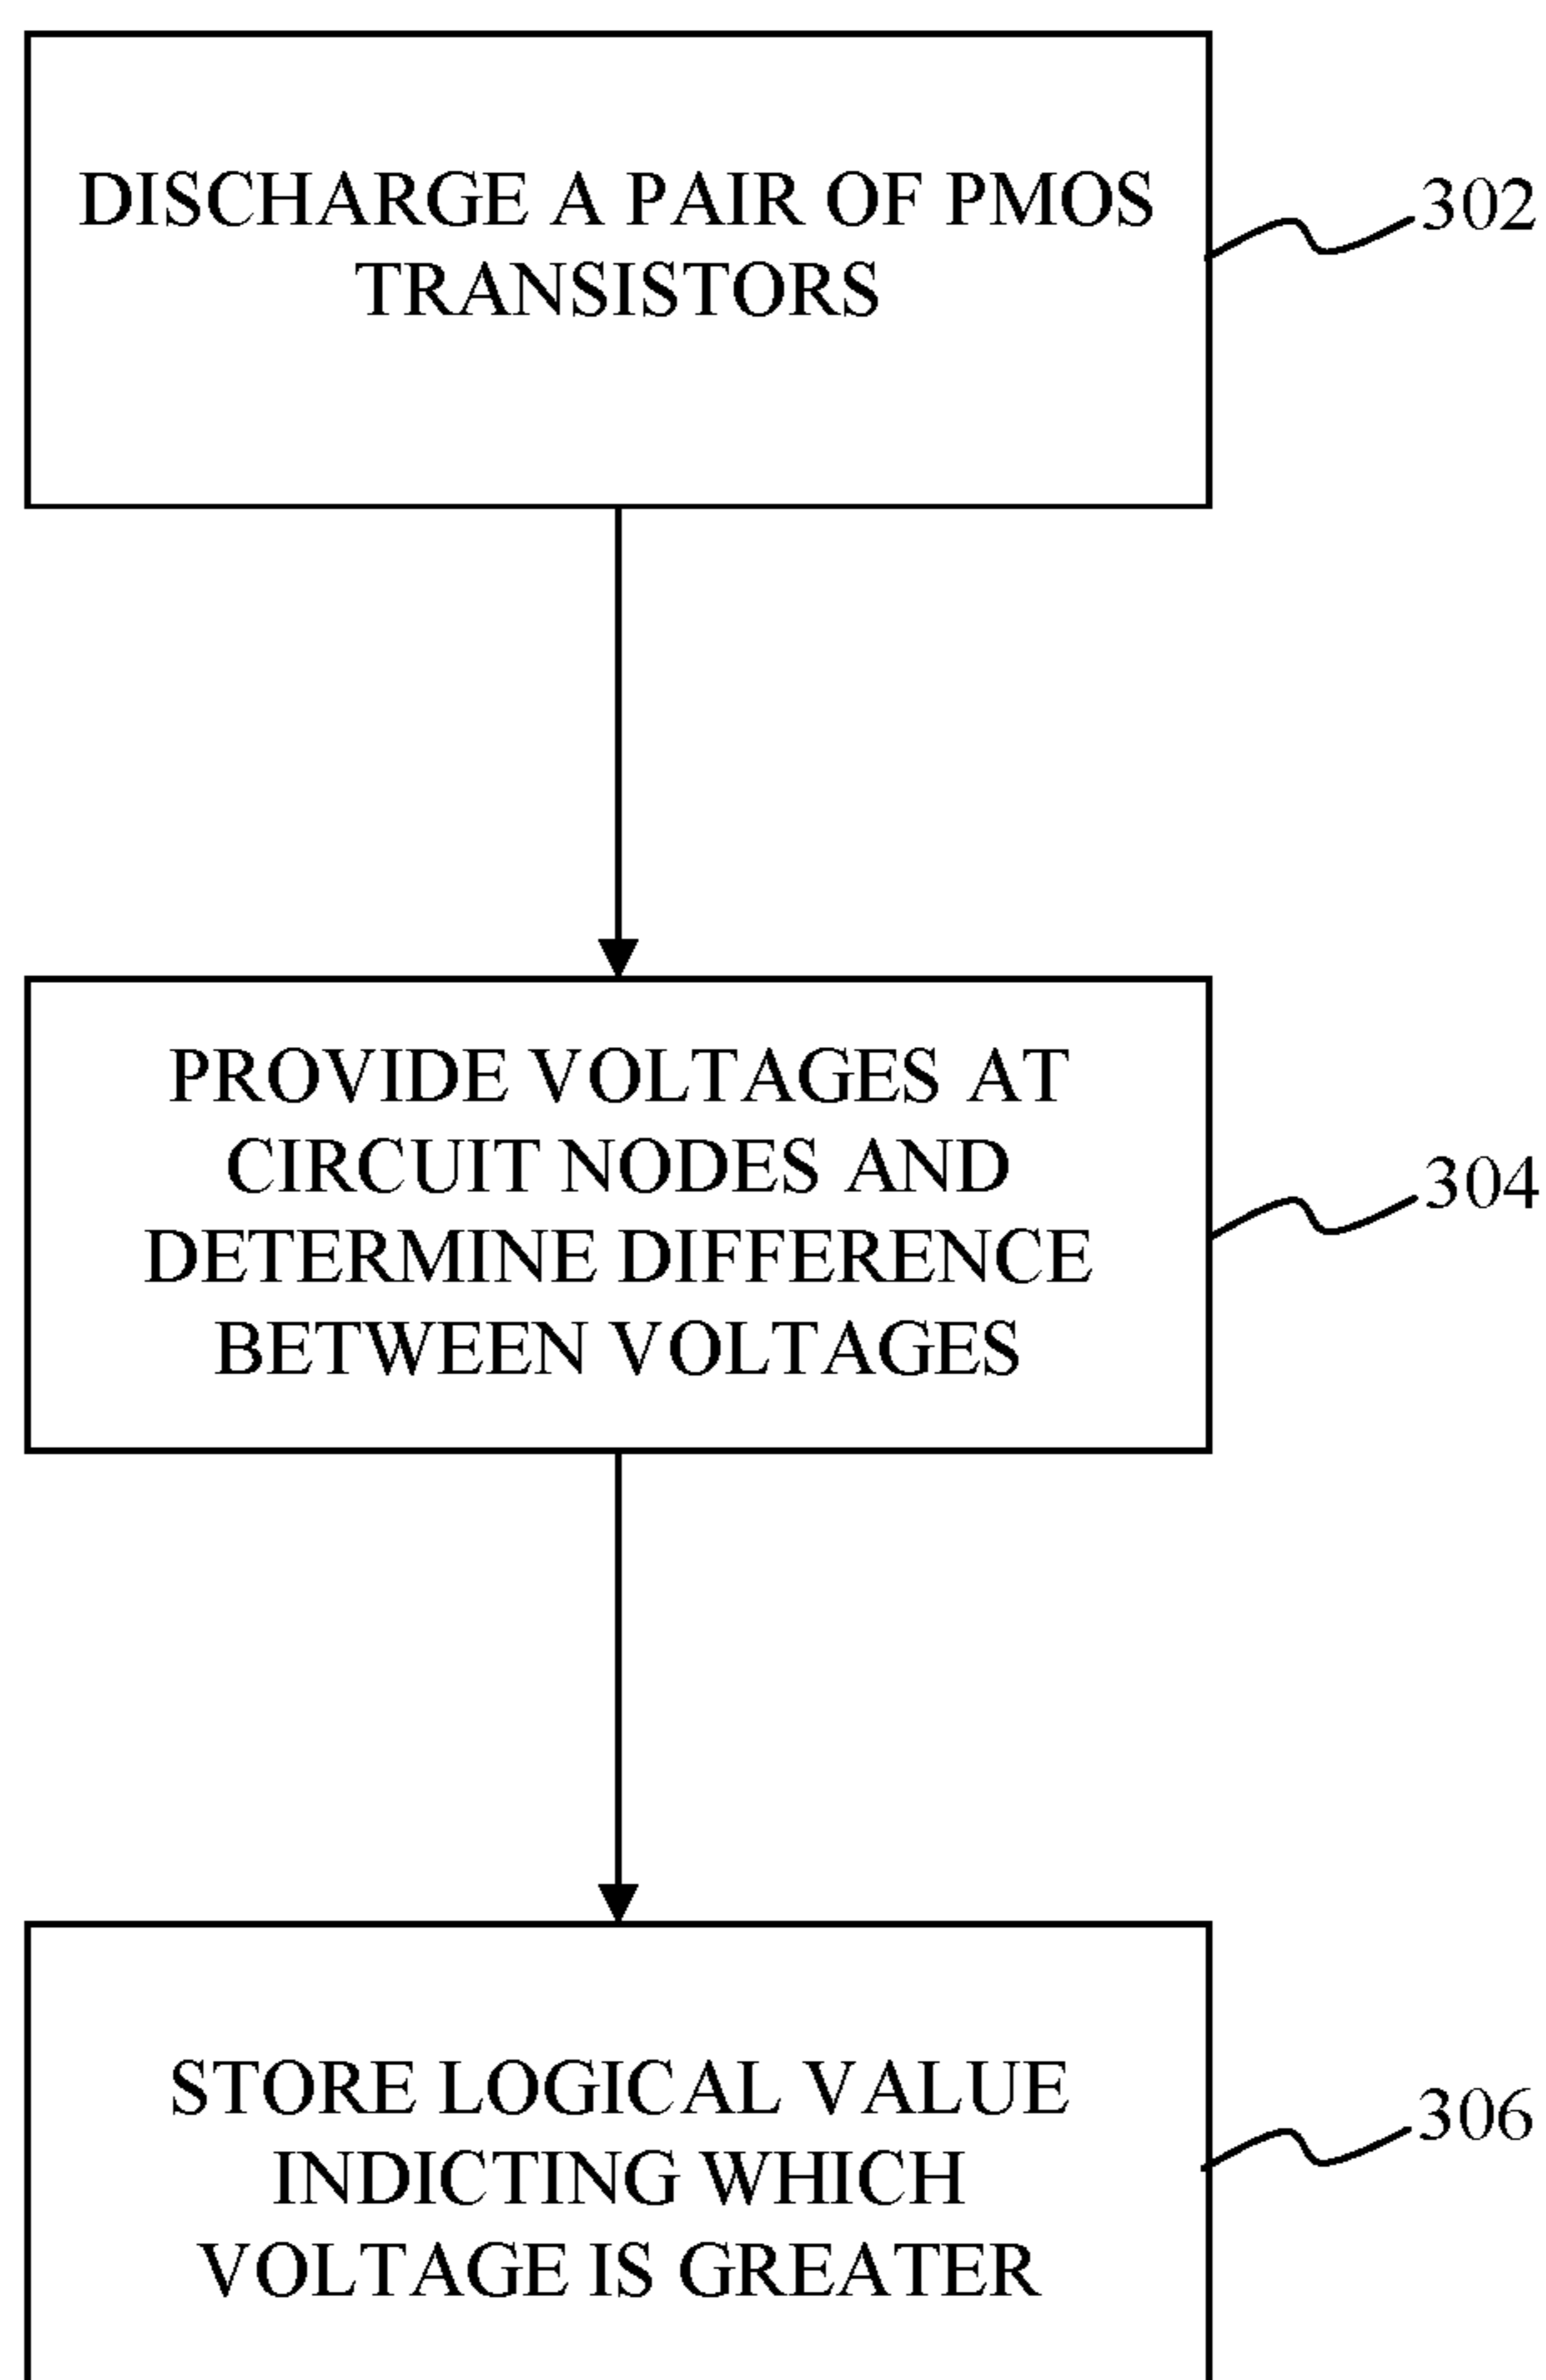 DISCHARGE A PAIR OF PMOS
TRANSISTORS
302
PROVIDE VOLTAGES AT
CIRCUIT NODES AND
DETERMINE DIFFERENCE
BETWEEN VOLTAGES
304
STORE LOGICAL VALUE
INDICTING WHICH
VOLTAGE IS GREATER
306